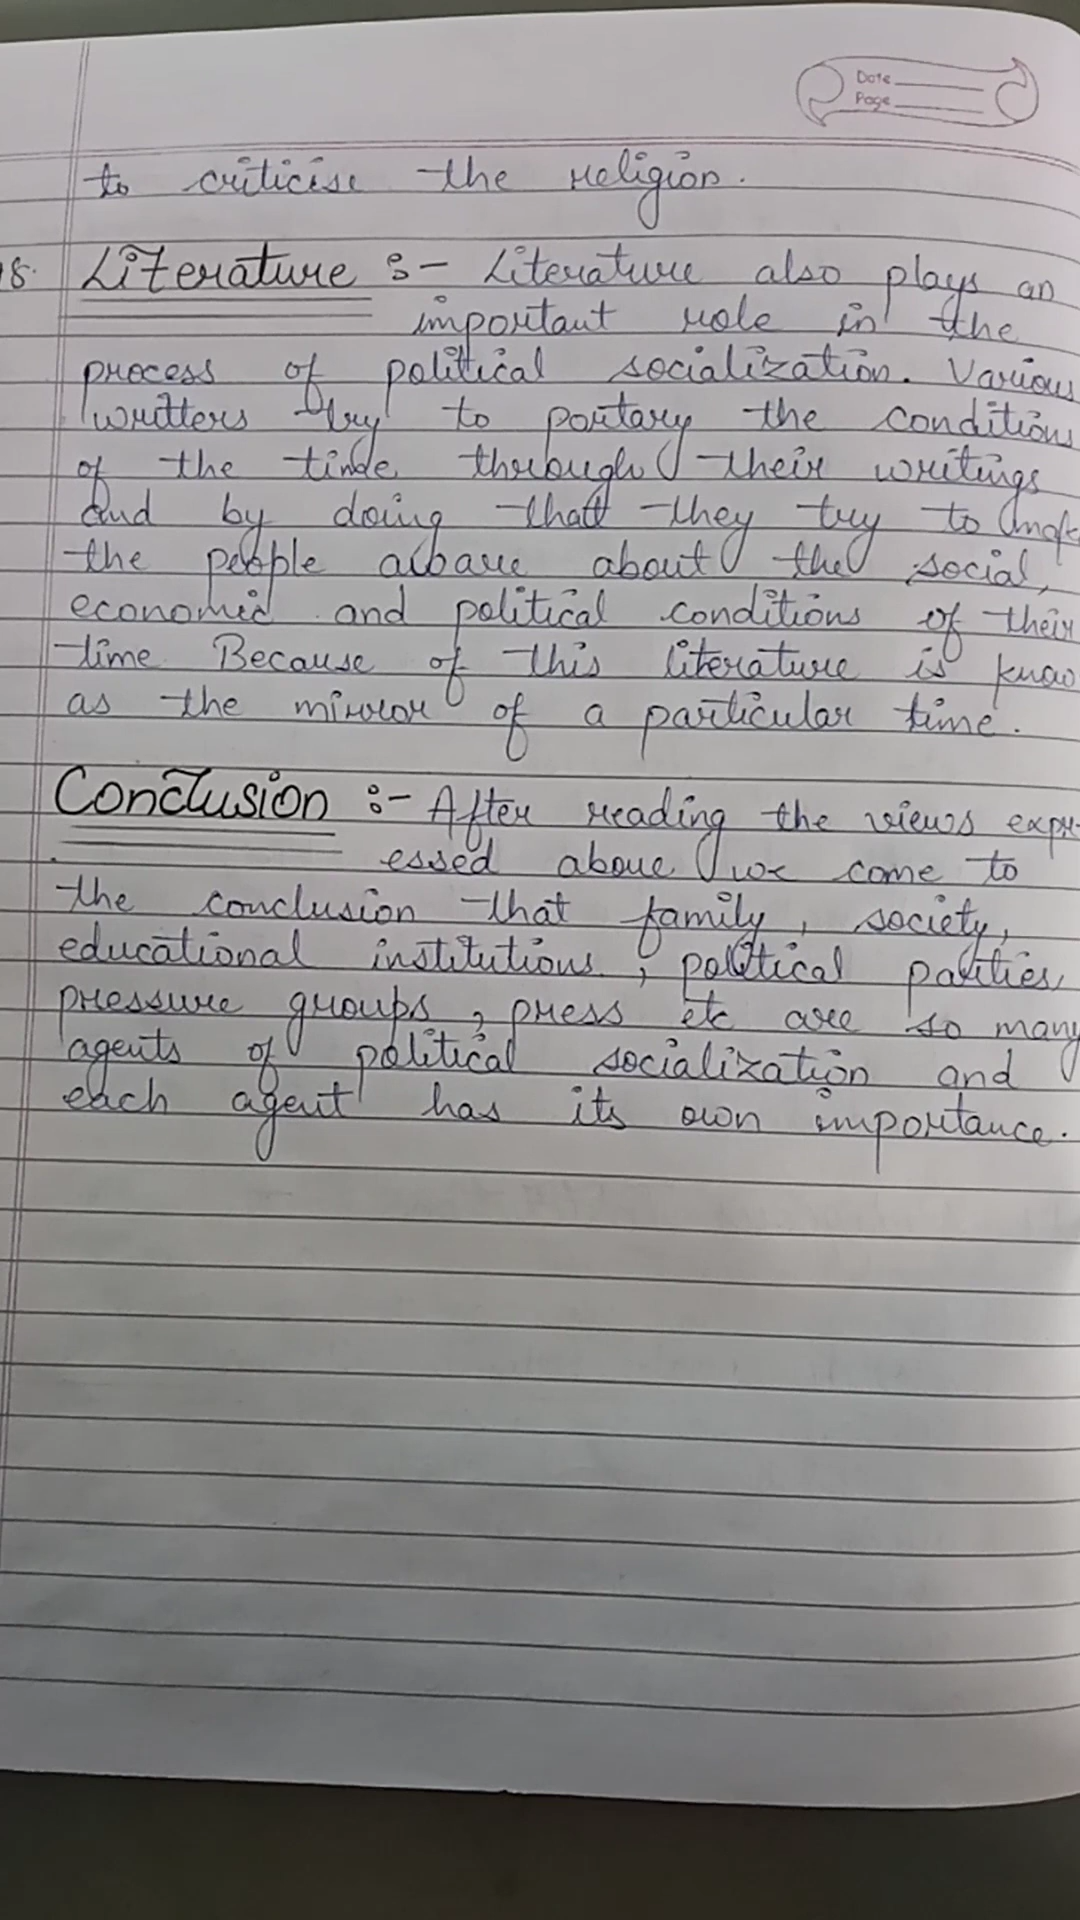 Date
Page
to criticise the religion.
18. Literature :- Literature also plays an
important role in the
process of political socialization. Various
writters try to portary the conditions
of the time through their writings
and by doing that they try to
the people aware about the social,
economic and political conditions of their
time Because of this literature is know
as the mirror of a particular time.
Conclusion :- After reading the views expr-
essed above we come to
the conclusion that family, society,
educational institutions, political parties,
pressure groups, press etc are so many
agents of political socialization and
each agent has its own importance.